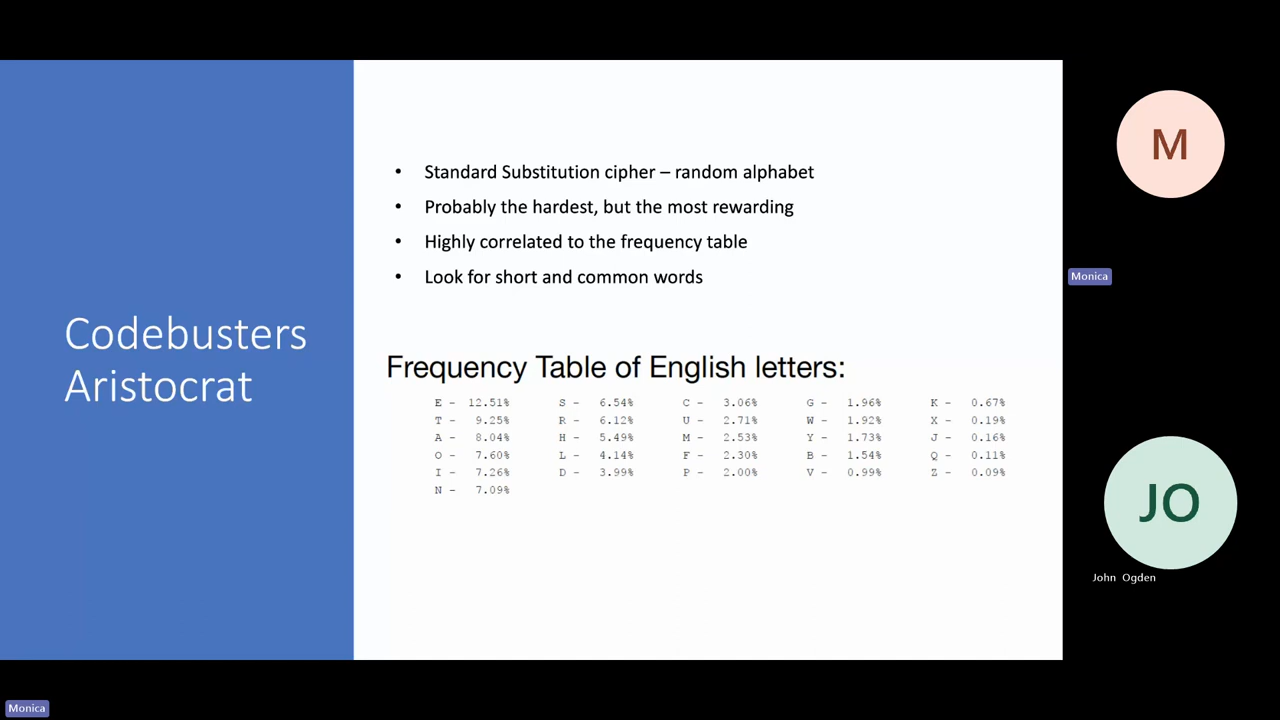 Codebusters
Aristocrat
• Standard Substitution cipher – random alphabet
• Probably the hardest, but the most rewarding
• Highly correlated to the frequency table
• Look for short and common words
Frequency Table of English letters:
E - 12.51% S - 6.54% C - 3.06% G - 1.96% K - 0.67%
T - 9.25% R - 6.12% U - 2.71% W - 1.92% X - 0.19%
A - 8.04% H - 5.49% M - 2.53% Y - 1.73% J - 0.16%
O - 7.60% L - 4.14% F - 2.30% B - 1.54% Q - 0.11%
I - 7.26% D - 3.99% P - 2.00% V - 0.99% Z - 0.09%
N - 7.09%
M
Monica
JO
John Ogden
Monica